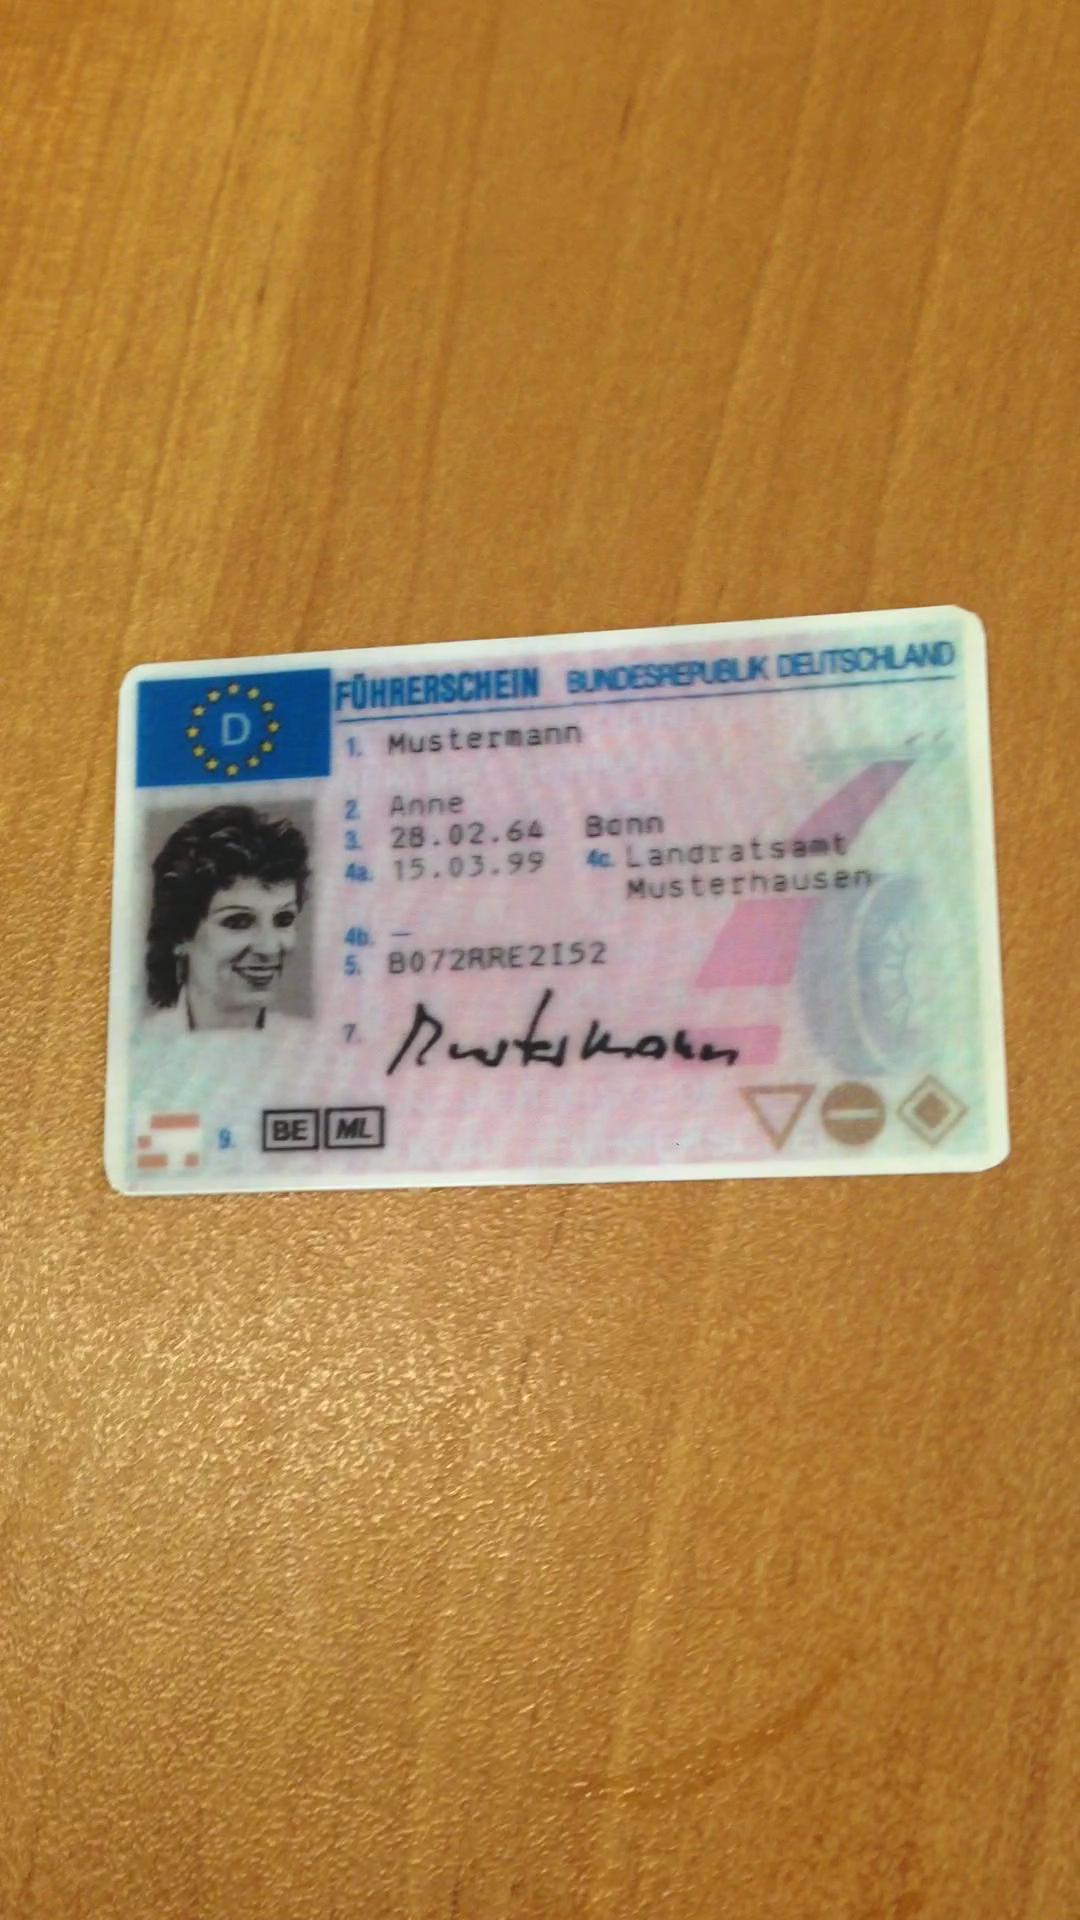 D
FÜHRERSCHEIN BUNDESREPUBLIK DEUTSCHLAND
1. Mustermann
2. Anne
3. 28.02.64 Bonn
4a. 15.03.99 4c. Landratsamt
Musterhausen
4b. –
5. B072RRE2I52
7. Mustermann
9. BE ML